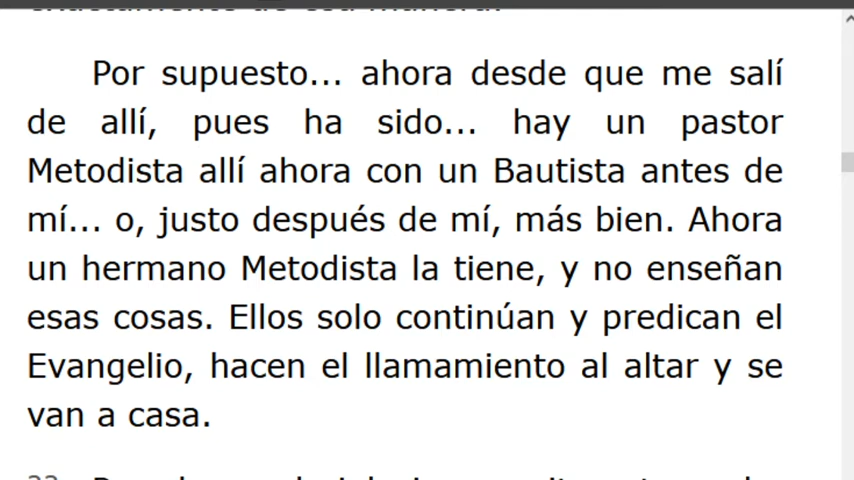 Por supuesto... ahora desde que me salí
de allí, pues ha sido... hay un pastor
Metodista allí ahora con un Bautista antes de
mí... o, justo después de mí, más bien. Ahora
un hermano Metodista la tiene, y no enseñan
esas cosas. Ellos solo continúan y predican el
Evangelio, hacen el llamamiento al altar y se
van a casa.